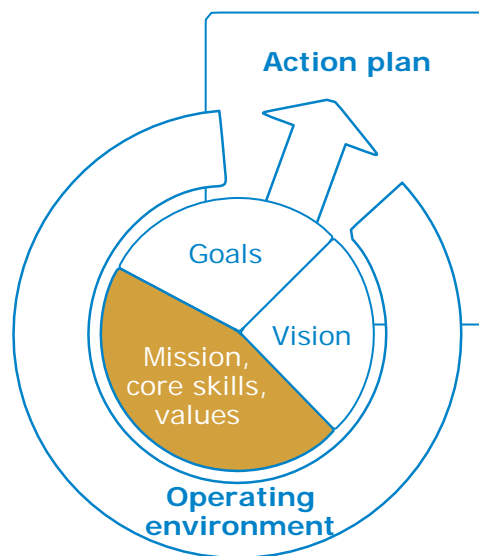 Action plan
Goals
Vision
Mission,
core skills,
values
Operating
environment